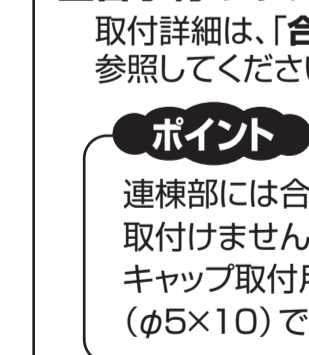 取付詳細は、「合
参照してくださ
ポイント
連棟部には合
取付けません
キャップ取付
（φ5×10）で